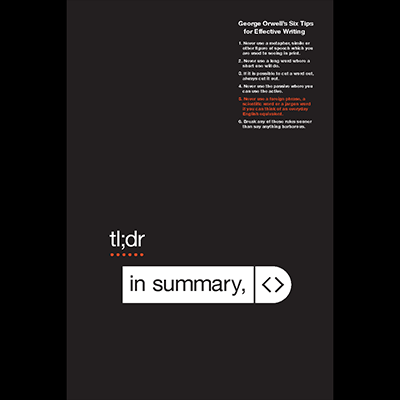 George Orwell's Six Tips
for Effective Writing
1. Never use a metaphor, simile or
other figure of speech which you
are used to seeing in print.
2. Never use a long word where a
short one will do.
3. If it is possible to cut a word out,
always cut it out.
4. Never use the passive where you
can use the active.
5. Never use a foreign phrase, a
scientific word or a jargon word
if you can think of an everyday
English equivalent.
6. Break any of these rules sooner
than say anything barbarous.
tl;dr
in summary, <>